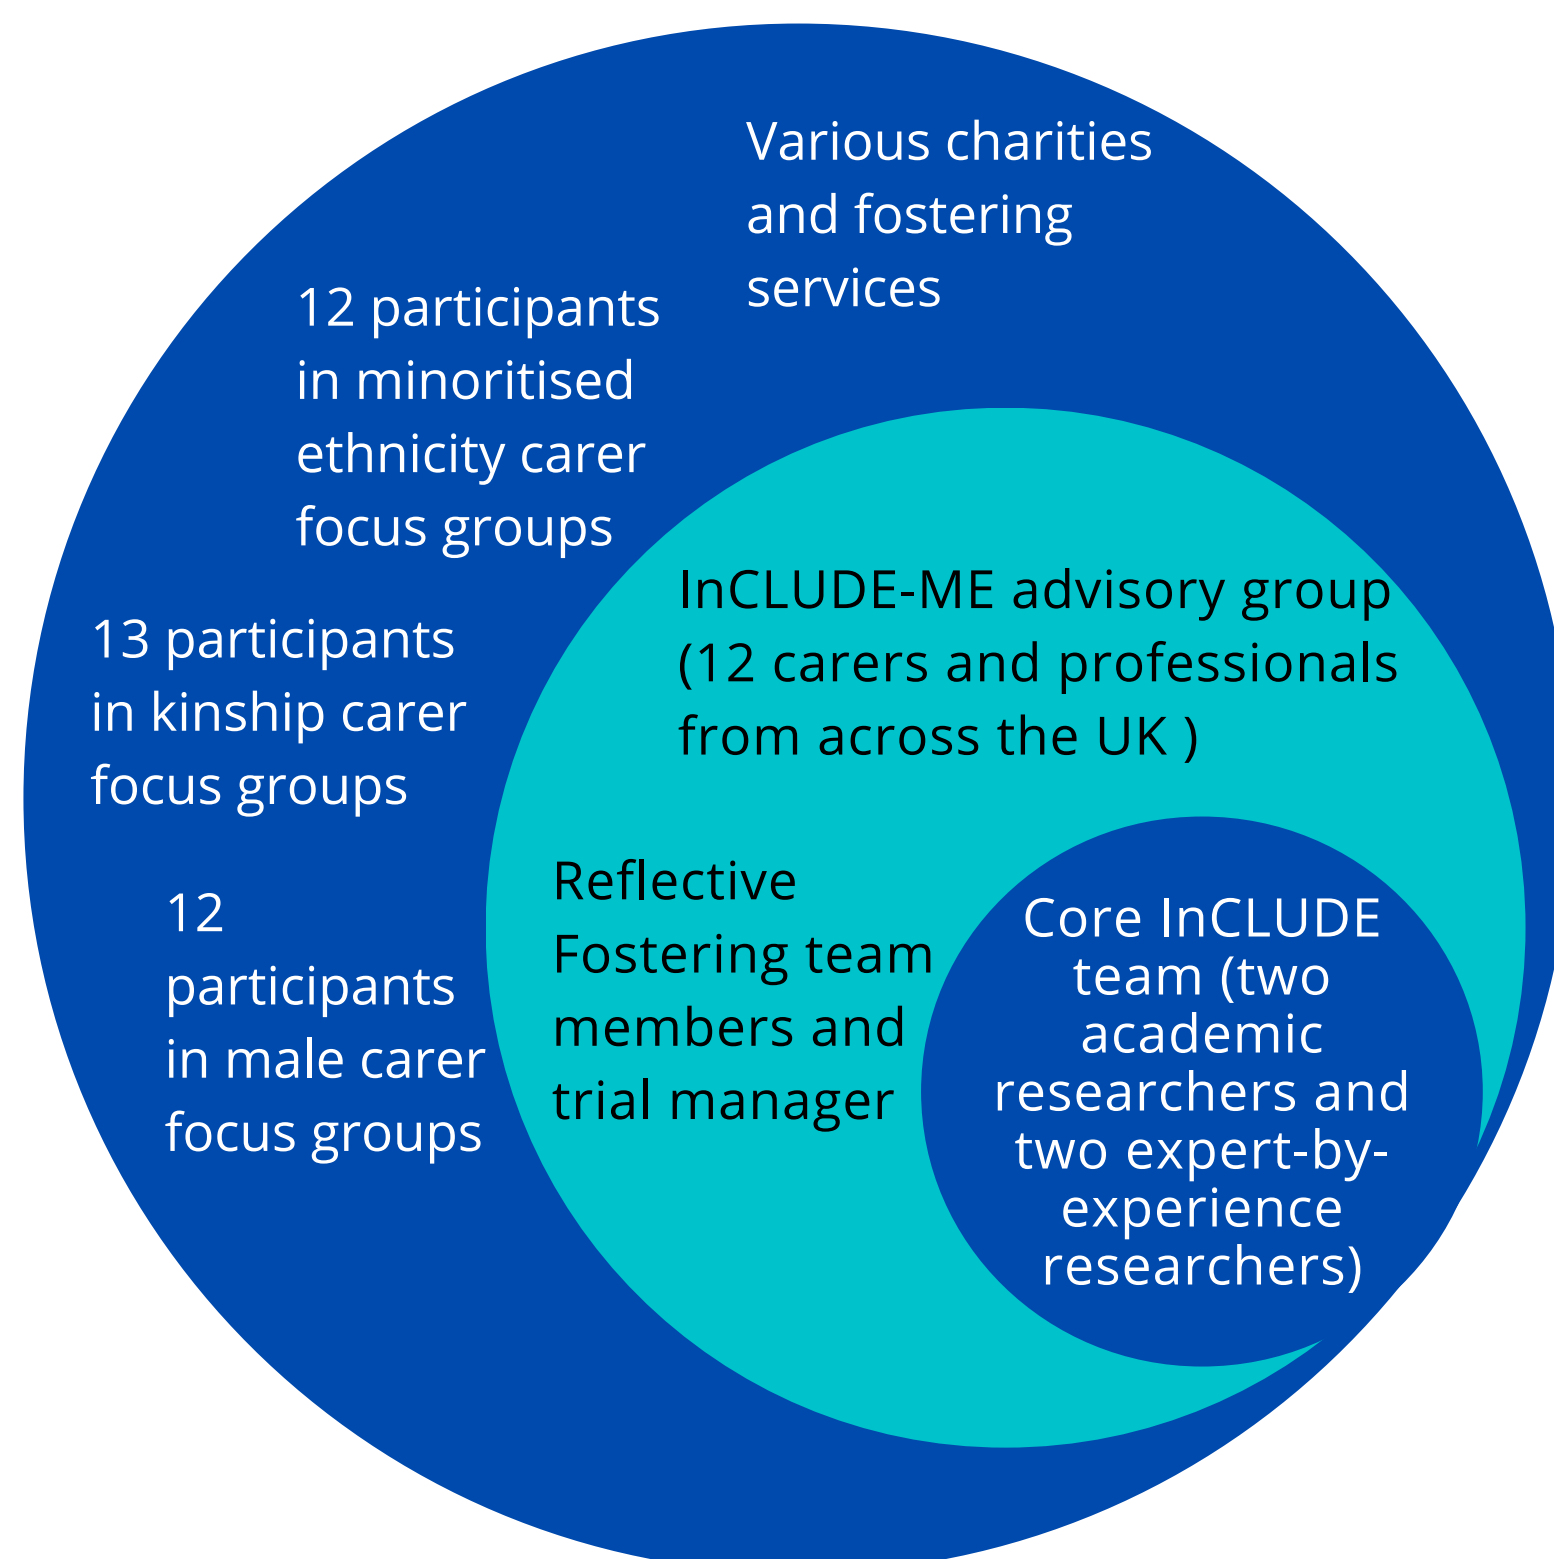 Various charities
and fostering
services
12 participants
in minoritised
ethnicity carer
focus groups
13 participants
in kinship carer
focus groups
12
participants
in male carer
focus groups
InCLUDE-ME advisory group
(12 carers and professionals
from across the UK )
Reflective
Fostering team
members and
trial manager
Core InCLUDE
team (two
academic
researchers and
two expert-by-
experience
researchers)